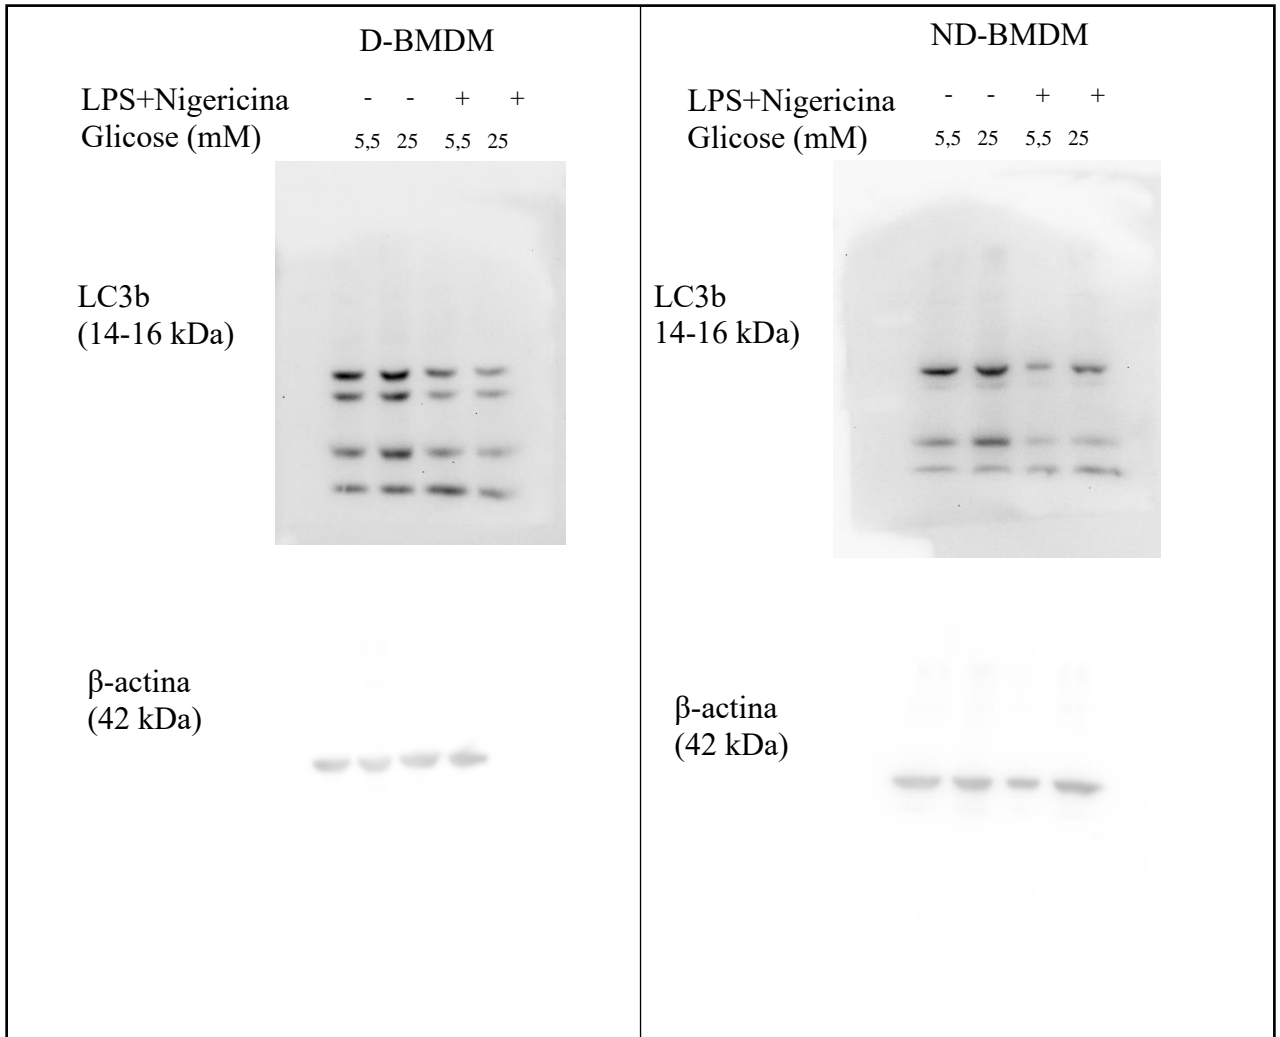 D-BMDM
LPS+Nigericina - - + +
Glicose (mM) 5,5 25 5,5 25
LC3b
(14-16 kDa)
β-actina
(42 kDa)
ND-BMDM
LPS+Nigericina - - + +
Glicose (mM) 5,5 25 5,5 25
LC3b
14-16 kDa)
β-actina
(42 kDa)